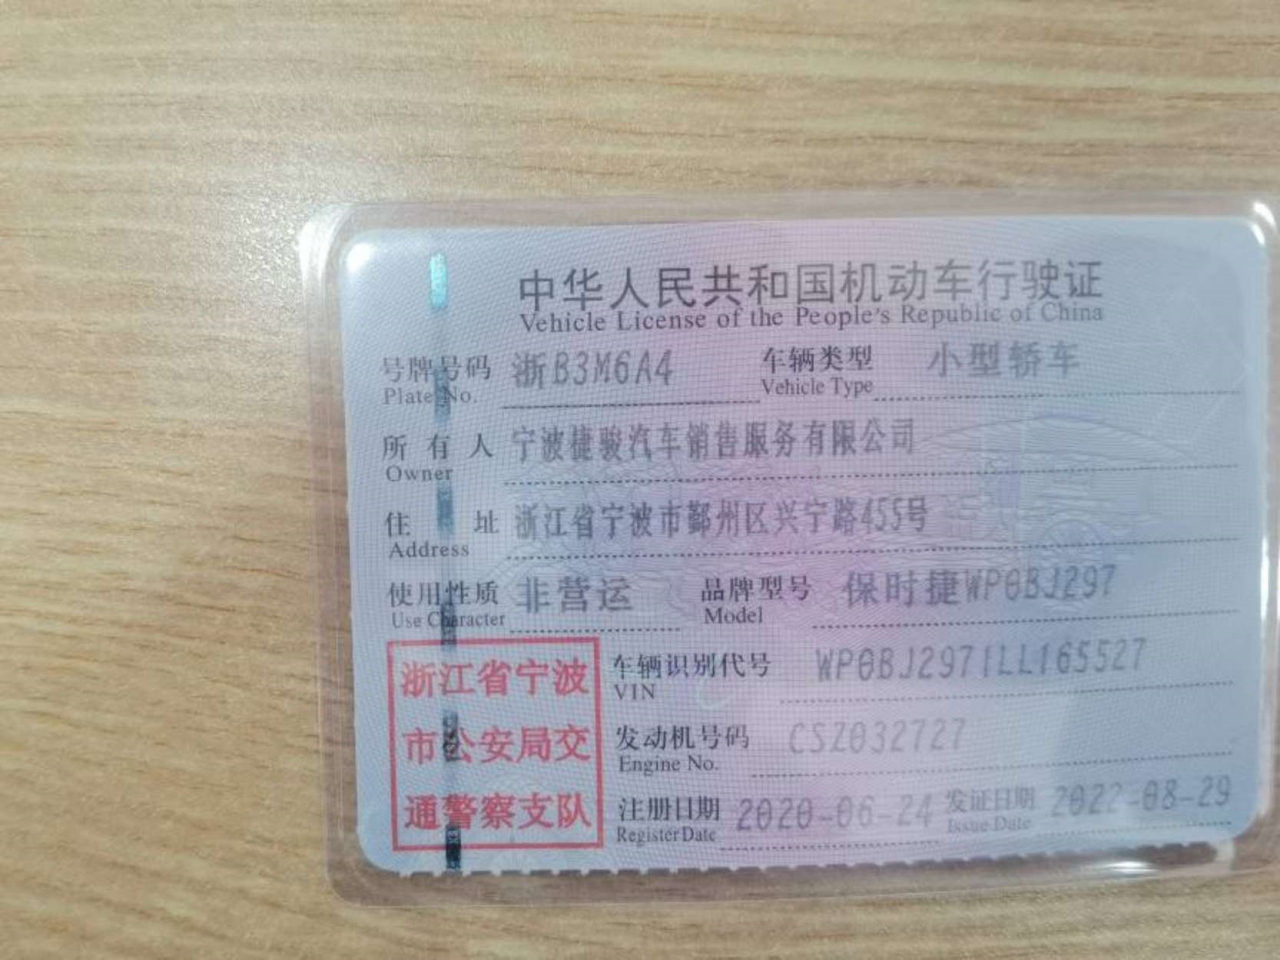 中华人民共和国机动车行驶证
Vehicle License of the People's Republic of China
号牌号码 浙B3M6A4 车辆类型 小型轿车
Plate No. Vehicle Type
所有人 宁波捷骏汽车销售服务有限公司
Owner
住址 浙江省宁波市鄞州区兴宁路455号
Address
使用性质 非营运 品牌型号 保时捷WP0BJ297
Use Character Model
浙江省宁波
市公安局交
通警察支队
车辆识别代号 WP0BJ2971LL165527
VIN
发动机号码 CSZ032727
Engine No.
注册日期 2020-06-24 发证日期 2022-08-29
Register Date Issue Date